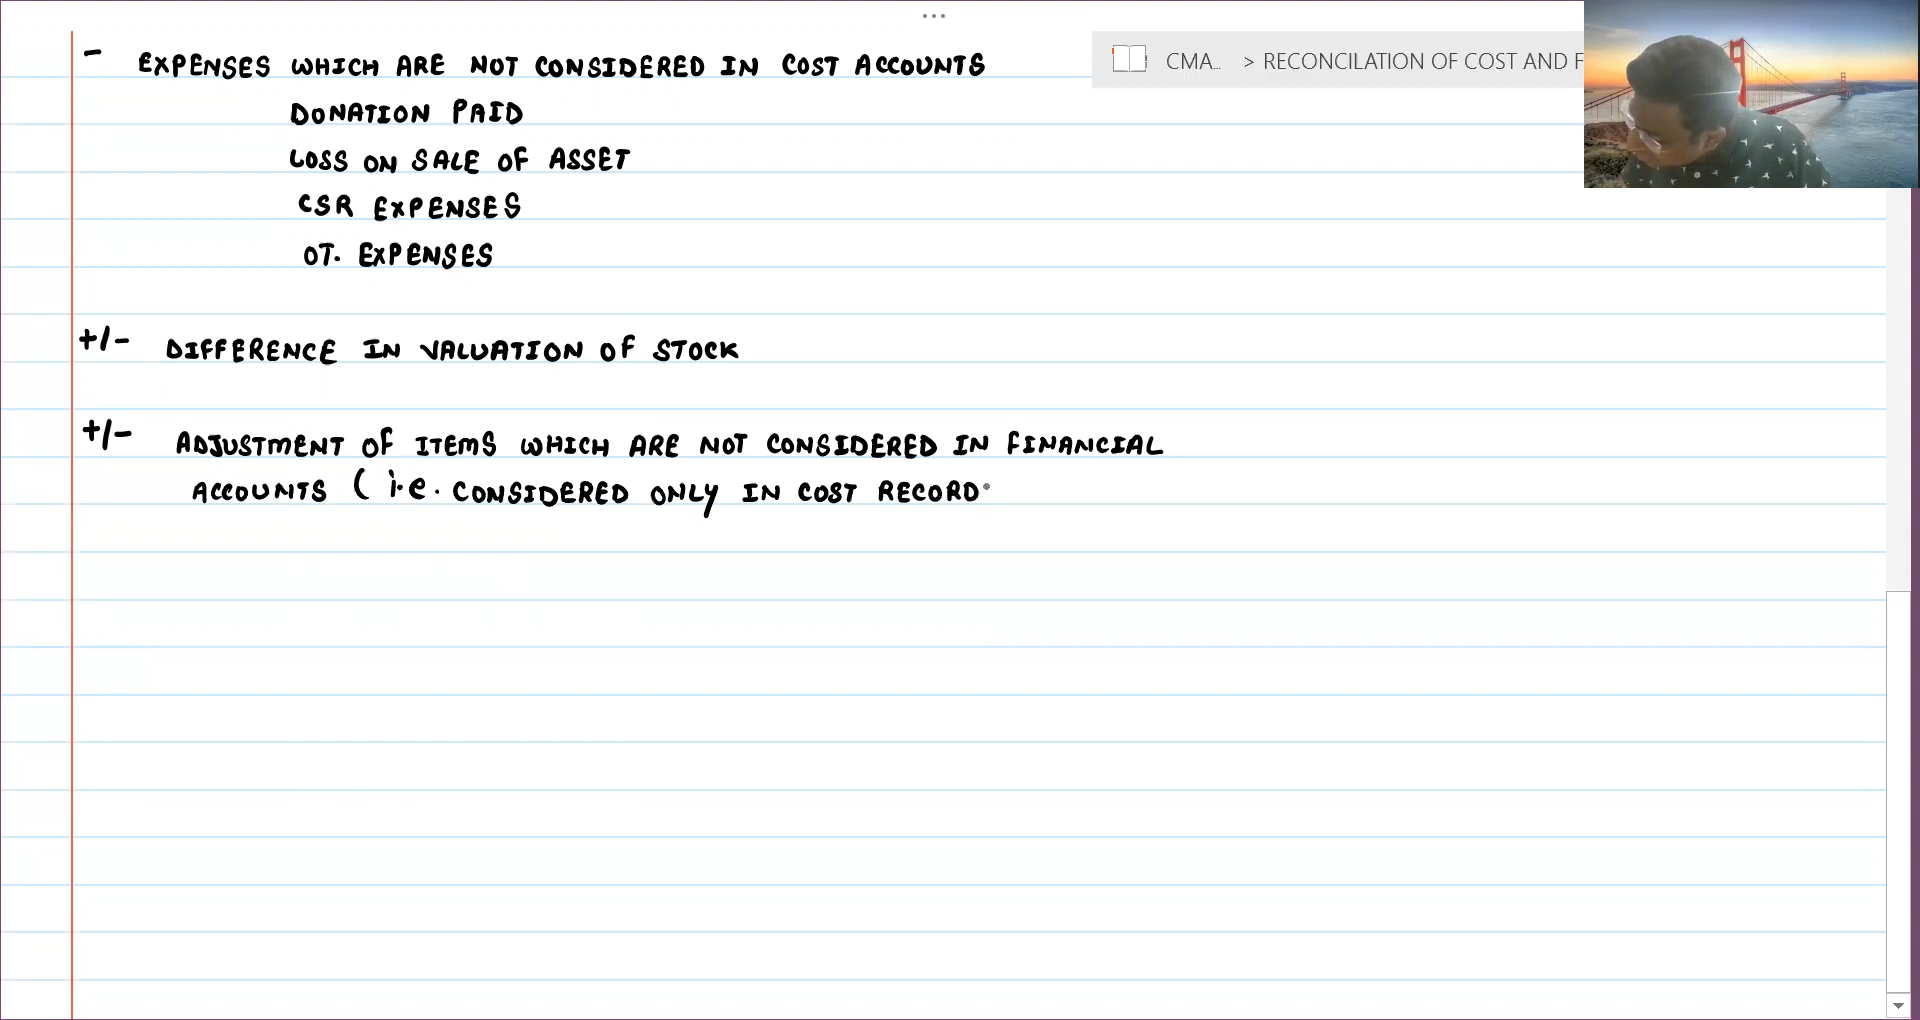 - EXPENSES WHICH ARE NOT CONSIDERED IN COST ACCOUNTS
CMA... > RECONCILATION OF COST AND F
DONATION PAID
LOSS ON SALE OF ASSET
CSR EXPENSES
OT. EXPENSES
+/- DIFFERENCE IN VALUATION OF STOCK
+/- ADJUSTMENT OF ITEMS WHICH ARE NOT CONSIDERED IN FINANCIAL
ACCOUNTS ( i.e. CONSIDERED ONLY IN COST RECORD